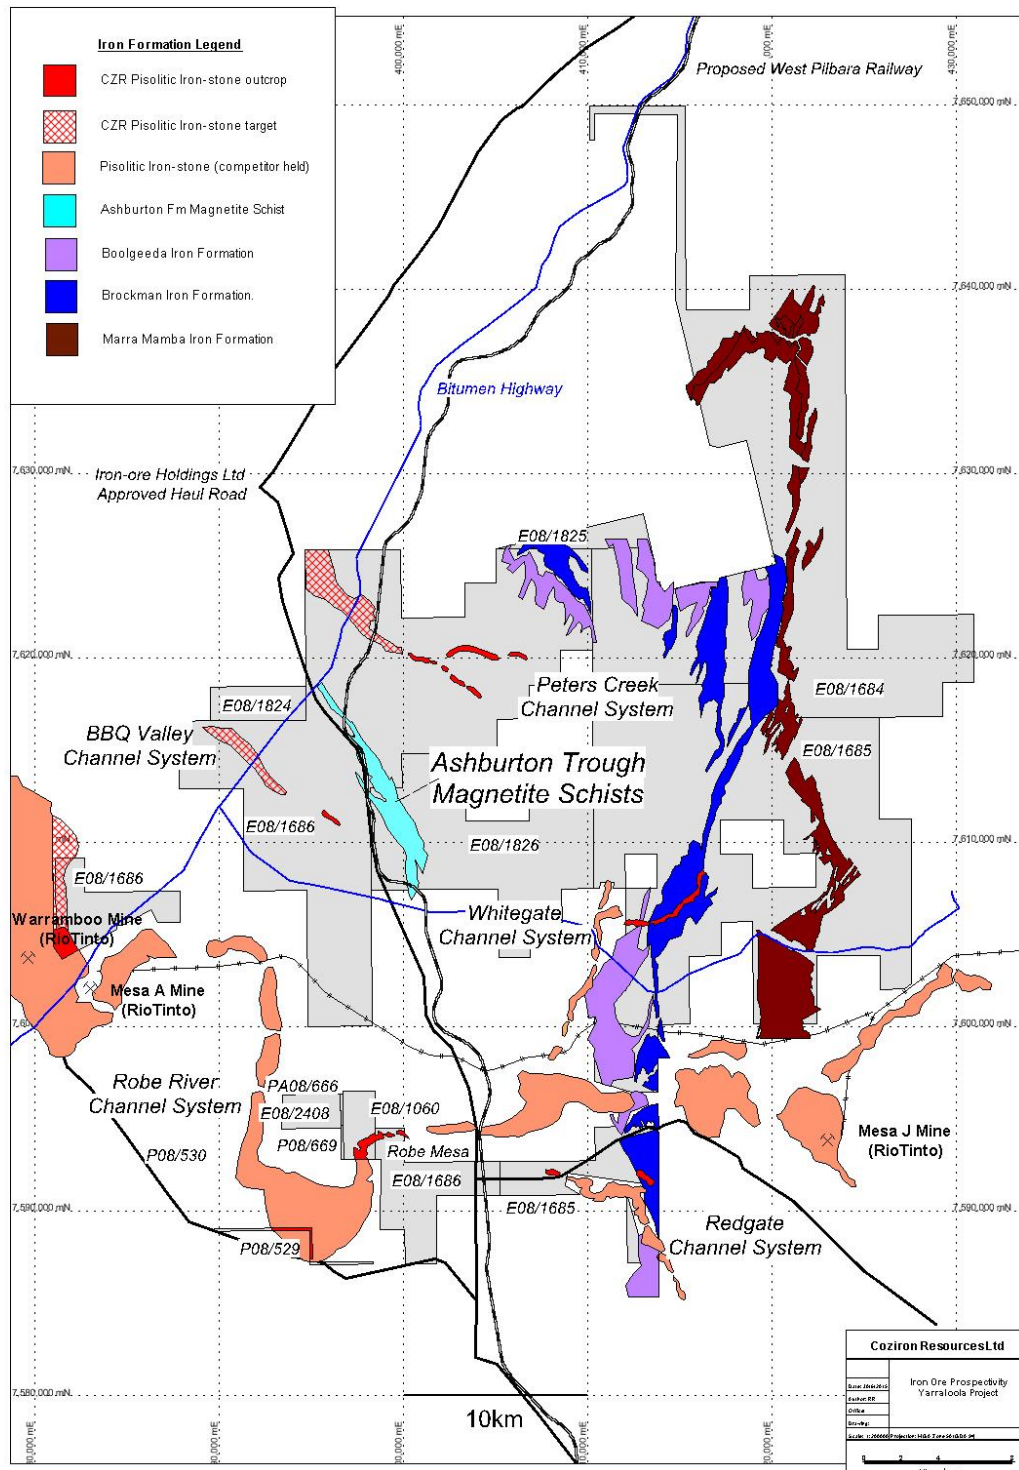 Iron Formation Legend
CZR Pisolitic Iron-stone outcrop
CZR Pisolitic Iron-stone target
Pisolitic Iron-stone (competitor held)
Ashburton Fm Magnetite Schist
Boolgeeda Iron Formation
Brockman Iron Formation.
Marra Mamba Iron Formation
400,000 mE
410,000 mE
430,000 mE
Proposed West Pilbara Railway
7,650,000 mN
7,640,000 mN
Bitumen Highway
7,630,000 mN
7,630,000 mN
Iron-ore Holdings Ltd
Approved Haul Road
E08/1825
7,620,000 mN
7,620,000 mN
E08/1824
Peters Creek
Channel System
E08/1684
BBQ Valley
Channel System
E08/1685
Ashburton Trough
Magnetite Schists
E08/1686
E08/1826
7,610,000 mN
E08/1686
Warramboo Mine
(RioTinto)
Whitegate
Channel System
Mesa A Mine
(RioTinto)
7,600,000 mN
Robe River
Channel System
PA08/666
E08/2408
E08/1060
P08/669
Robe Mesa
P08/530
E08/1686
E08/1685
Mesa J Mine
(RioTinto)
7,590,000 mN
7,590,000 mN
P08/529
Redgate
Channel System
7,580,000 mN
7,580,000 mN
10km
Coziron Resources Ltd
Iron Ore Prospectivity
Yarraloola Project
0 2 4